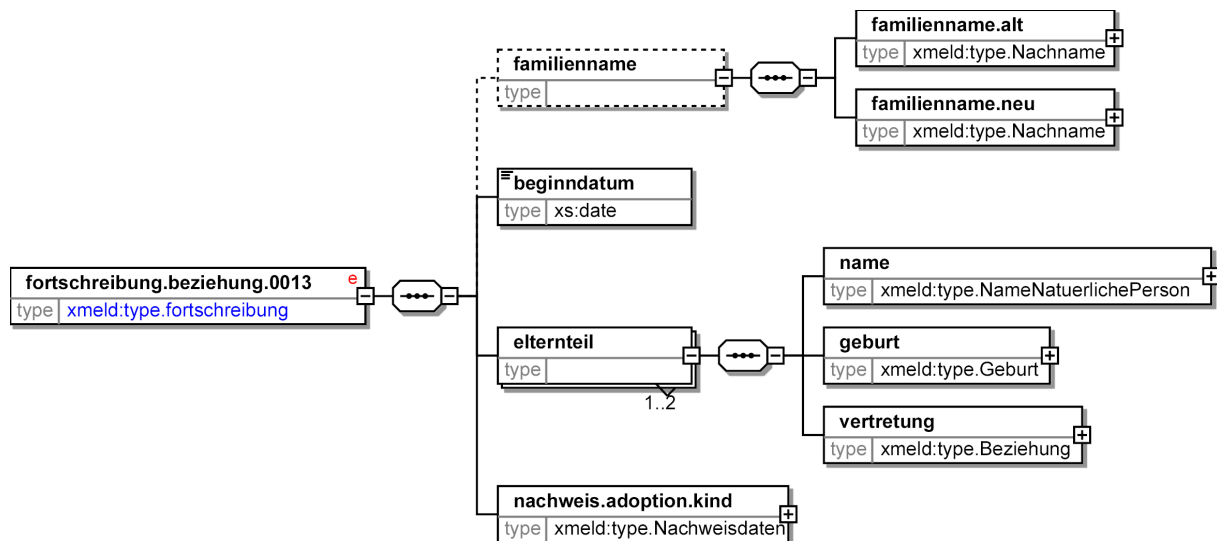 familienname.alt
type xmeld:type.Nachname
familienname
type
familienname.neu
type xmeld:type.Nachname
beginndatum
type xs:date
fortschreibung.beziehung.0013 e
type xmeld:type.fortschreibung
name
type xmeld:type.NameNatuerlichePerson
elternteil
type
1..2
geburt
type xmeld:type.Geburt
vertretung
type xmeld:type.Beziehung
nachweis.adoption.kind
type xmeld:type.Nachweisdaten